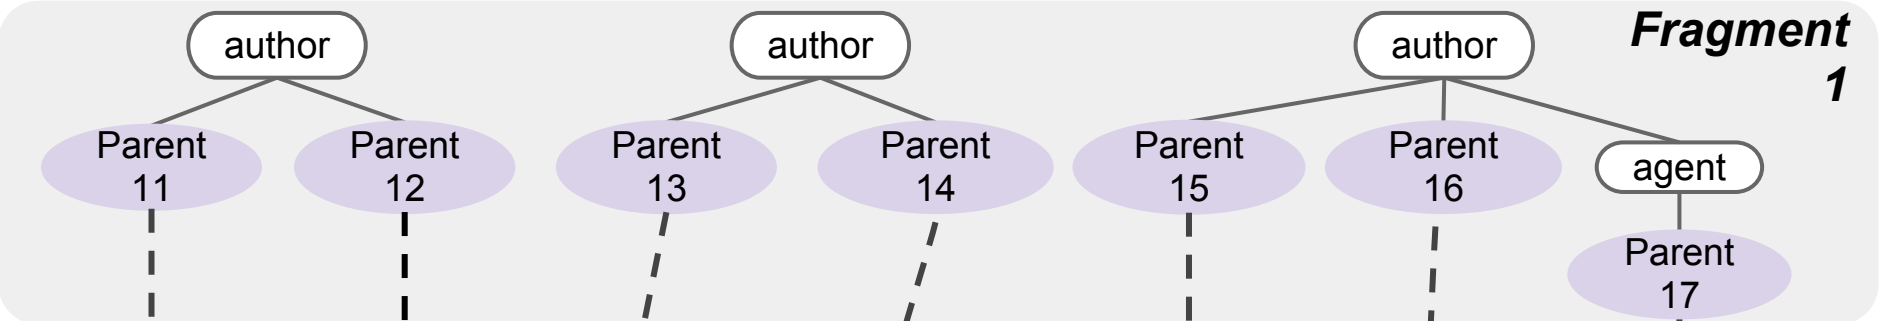 author
author
author
Fragment
1
Parent
11
Parent
12
Parent
13
Parent
14
Parent
15
Parent
16
agent
Parent
17